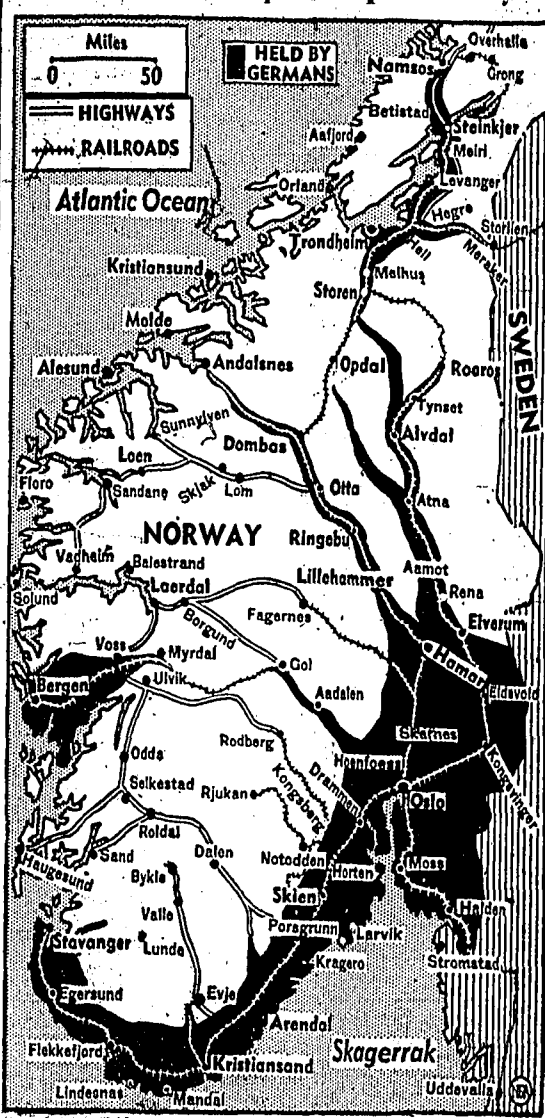 Miles
0 50
HELD BY
GERMANS
HIGHWAYS
RAILROADS
Overhalla
Namsos
Grong
Betistad
Steinkjer
Aafjord
Meiri
Levanger
Orland
Atlantic Ocean
Hegre
Storlien
Trondheim
Hell
Meraker
Kristiansund
Melhus
Storen
Molde
SWEDEN
Alesund
Andalsnes
Opdal
Roaros
Tynset
Sunnylven
Dombas
Alvdal
Loen
Floro
Sandane
Skjak
Lom
Otta
Atna
NORWAY
Ringebu
Vadheim
Balestrand
Aamot
Laerdal
Lillehammer
Solund
Rena
Borgund
Fagernes
Elverum
Voss
Myrdal
Hamar
Ulvik
Gol
Bergen
Eidsvold
Aadalen
Skarnes
Rodberg
Hoenfoess
Odda
Kongsvinger
Drammen
Selkestad
Rjukan
Kongsberg
Oslo
Roldal
Haugesund
Sand
Dalen
Notodden
Moss
Bykle
Horten
Skien
Valle
Halden
Stavanger
Lunde
Poragrunn
Larvik
Stromstad
Kragero
Egersund
Evje
Arendal
Flekkefjord
Kristiansand
Skagerrak
Lindesnas
Mandal
Uddevalla